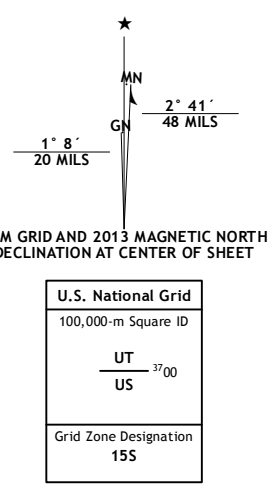 ★
MN
GN
2° 41´
48 MILS
1° 8´
20 MILS
M GRID AND 2013 MAGNETIC NORTH
DECLINATION AT CENTER OF SHEET
U.S. National Grid
100,000-m Square ID
UT
US
3700
Grid Zone Designation
15S